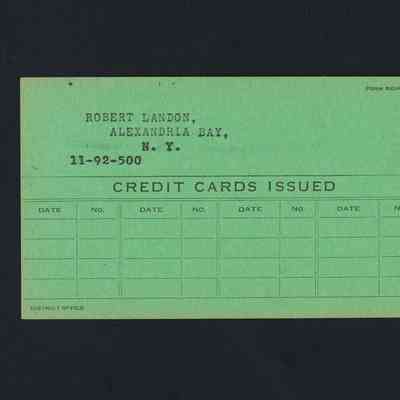 FORM
ROBERT LANDON,
ALEXANDRIA BAY,
N. Y.
11-92-500
CREDIT CARDS ISSUED
DATE NO. DATE NO. DATE NO. DATE
DISTRICT OFFICE